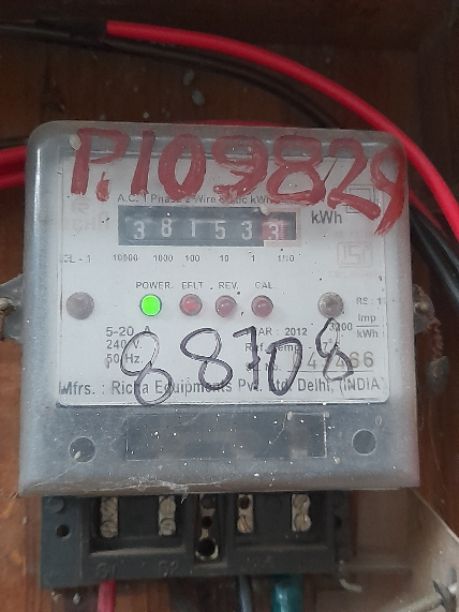 P.109829
A.C. 1 Phase 2 Wire Static kWh
381533 kWh
CL - 1 10000 1000 100 10 1 1/10
POWER. EFLT REV. CAL.
5-20 A YEAR : 2012 3200 Imp/kWh
240 V.
50 Hz. Ref. Temp.
88708
Mfrs. : Richa Equipments Pvt. Ltd. Delhi, (INDIA)